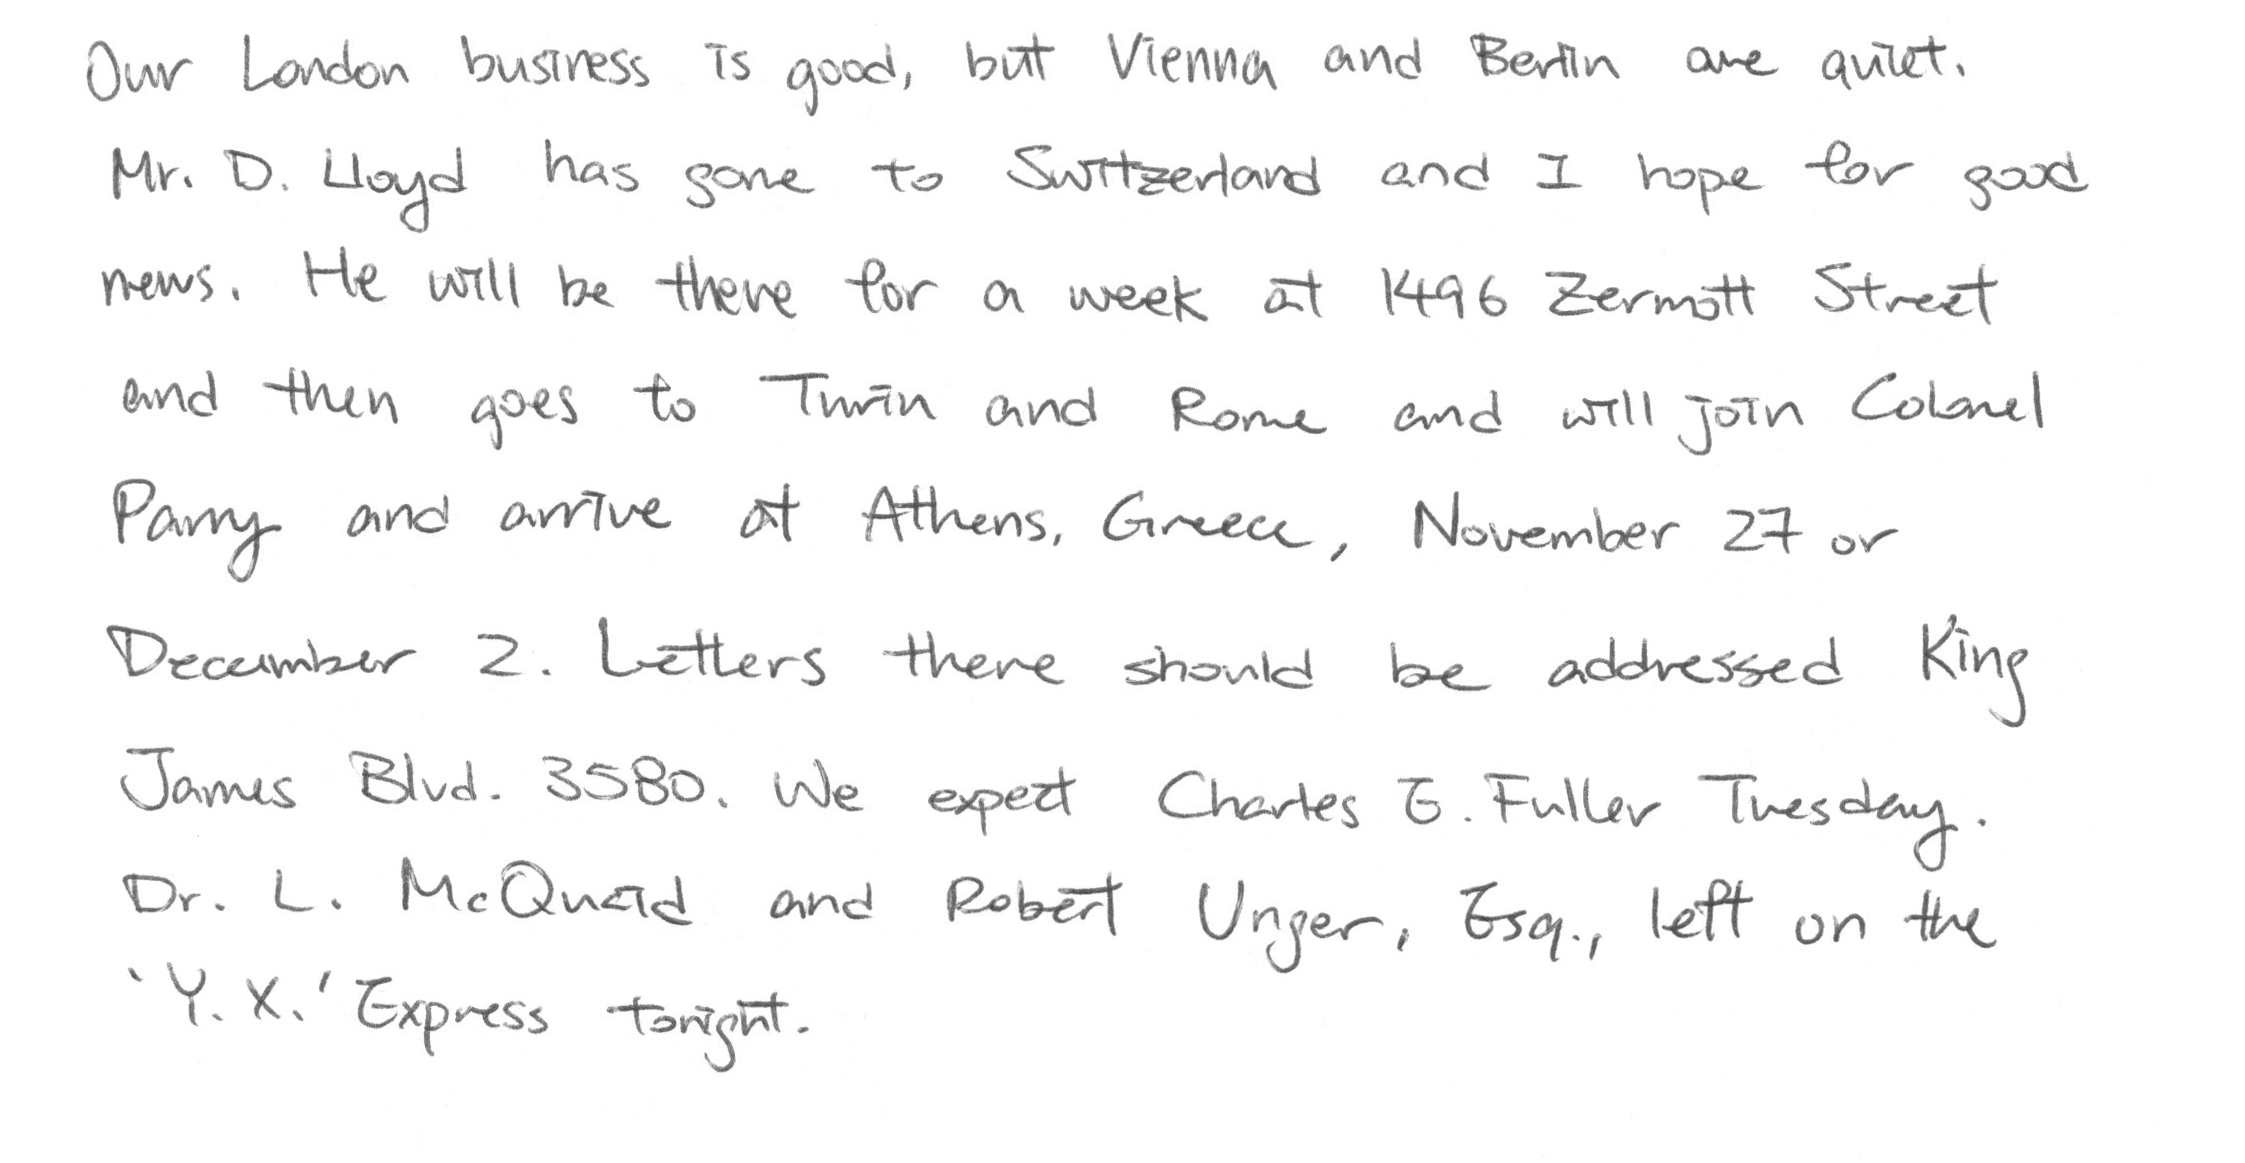 Our London business is good, but Vienna and Berlin are quiet.
Mr. D. Lloyd has gone to Switzerland and I hope for good
news. He will be there for a week at 1496 Zermott Street
and then goes to Turin and Rome and will join Colonel
Parry and arrive at Athens, Greece, November 27 or
December 2. Letters there should be addressed King
James Blvd. 3580. We expect Charles E. Fuller Tuesday.
Dr. L. McQuaid and Robert Unger, Esq., left on the
'Y. X.' Express tonight.